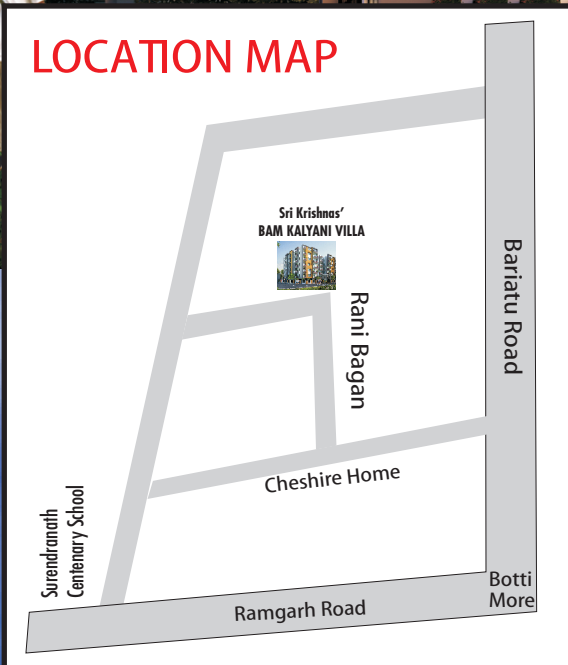 LOCATION MAP
Sri Krishnas’
BAM KALYANI VILLA
Rani Bagan
Bariatu Road
Cheshire Home
Surendranath
Centenary School
Ramgarh Road
Botti
More